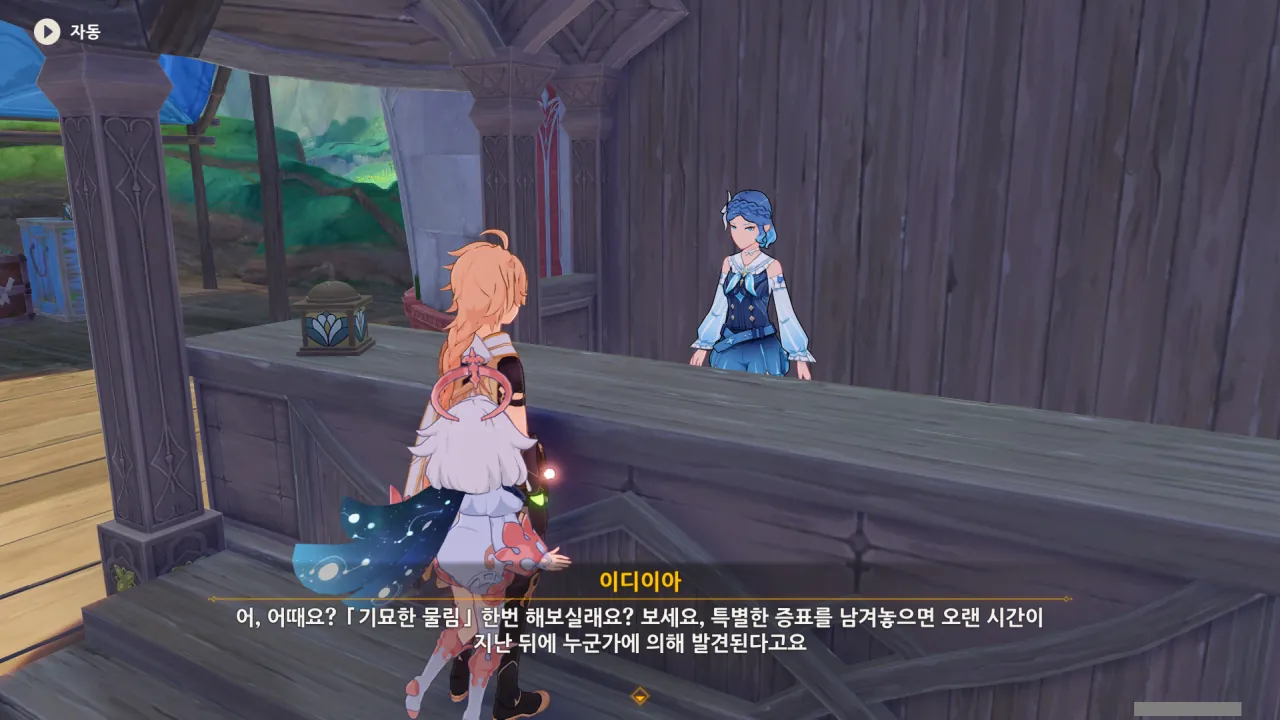 자동
이디이아
어, 어때요? 「기묘한 물림」 한번 해보실래요? 보세요, 특별한 증표를 남겨놓으면 오랜 시간이
지난 뒤에 누군가에 의해 발견된다고요